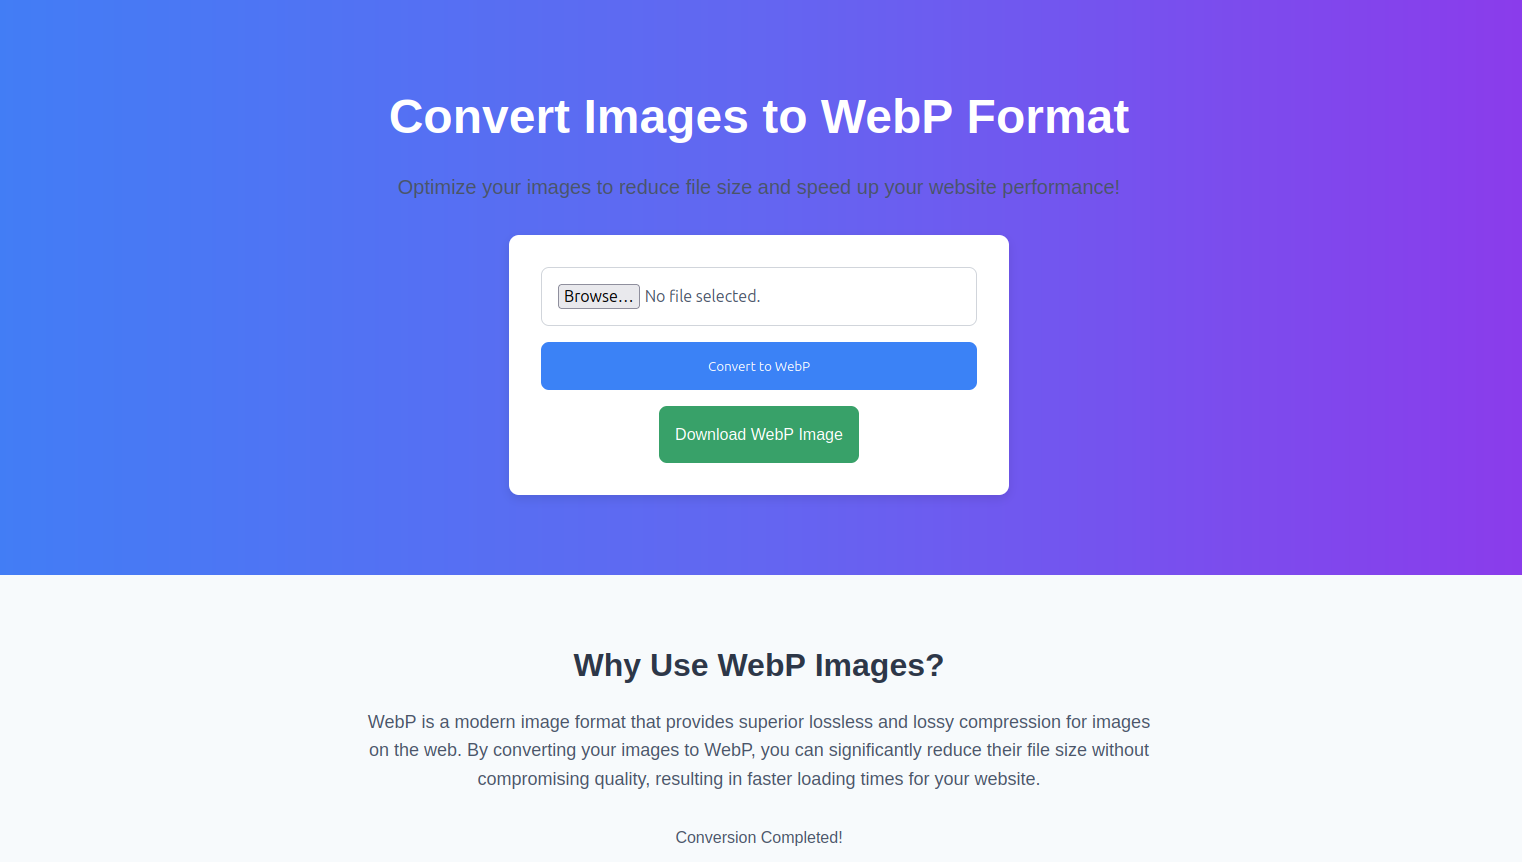 Convert Images to WebP Format
Optimize your images to reduce file size and speed up your website performance!
Browse... No file selected.
Convert to WebP
Download WebP Image
Why Use WebP Images?
WebP is a modern image format that provides superior lossless and lossy compression for images
on the web. By converting your images to WebP, you can significantly reduce their file size without
compromising quality, resulting in faster loading times for your website.
Conversion Completed!